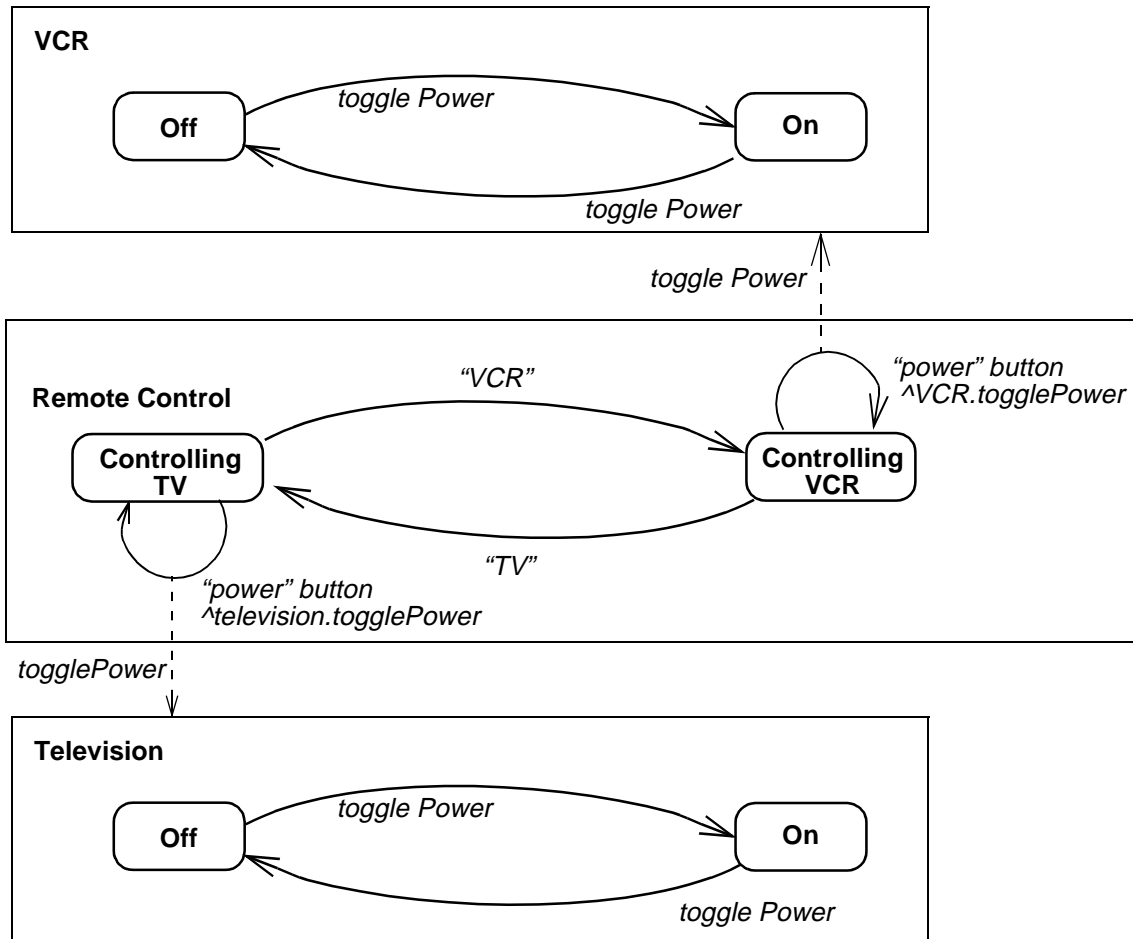 VCR
toggle Power
Off
On
toggle Power
toggle Power
“VCR”
“power” button
^VCR.togglePower
Remote Control
Controlling
TV
Controlling
VCR
“TV”
“power” button
^television.togglePower
togglePower
Television
toggle Power
Off
On
toggle Power